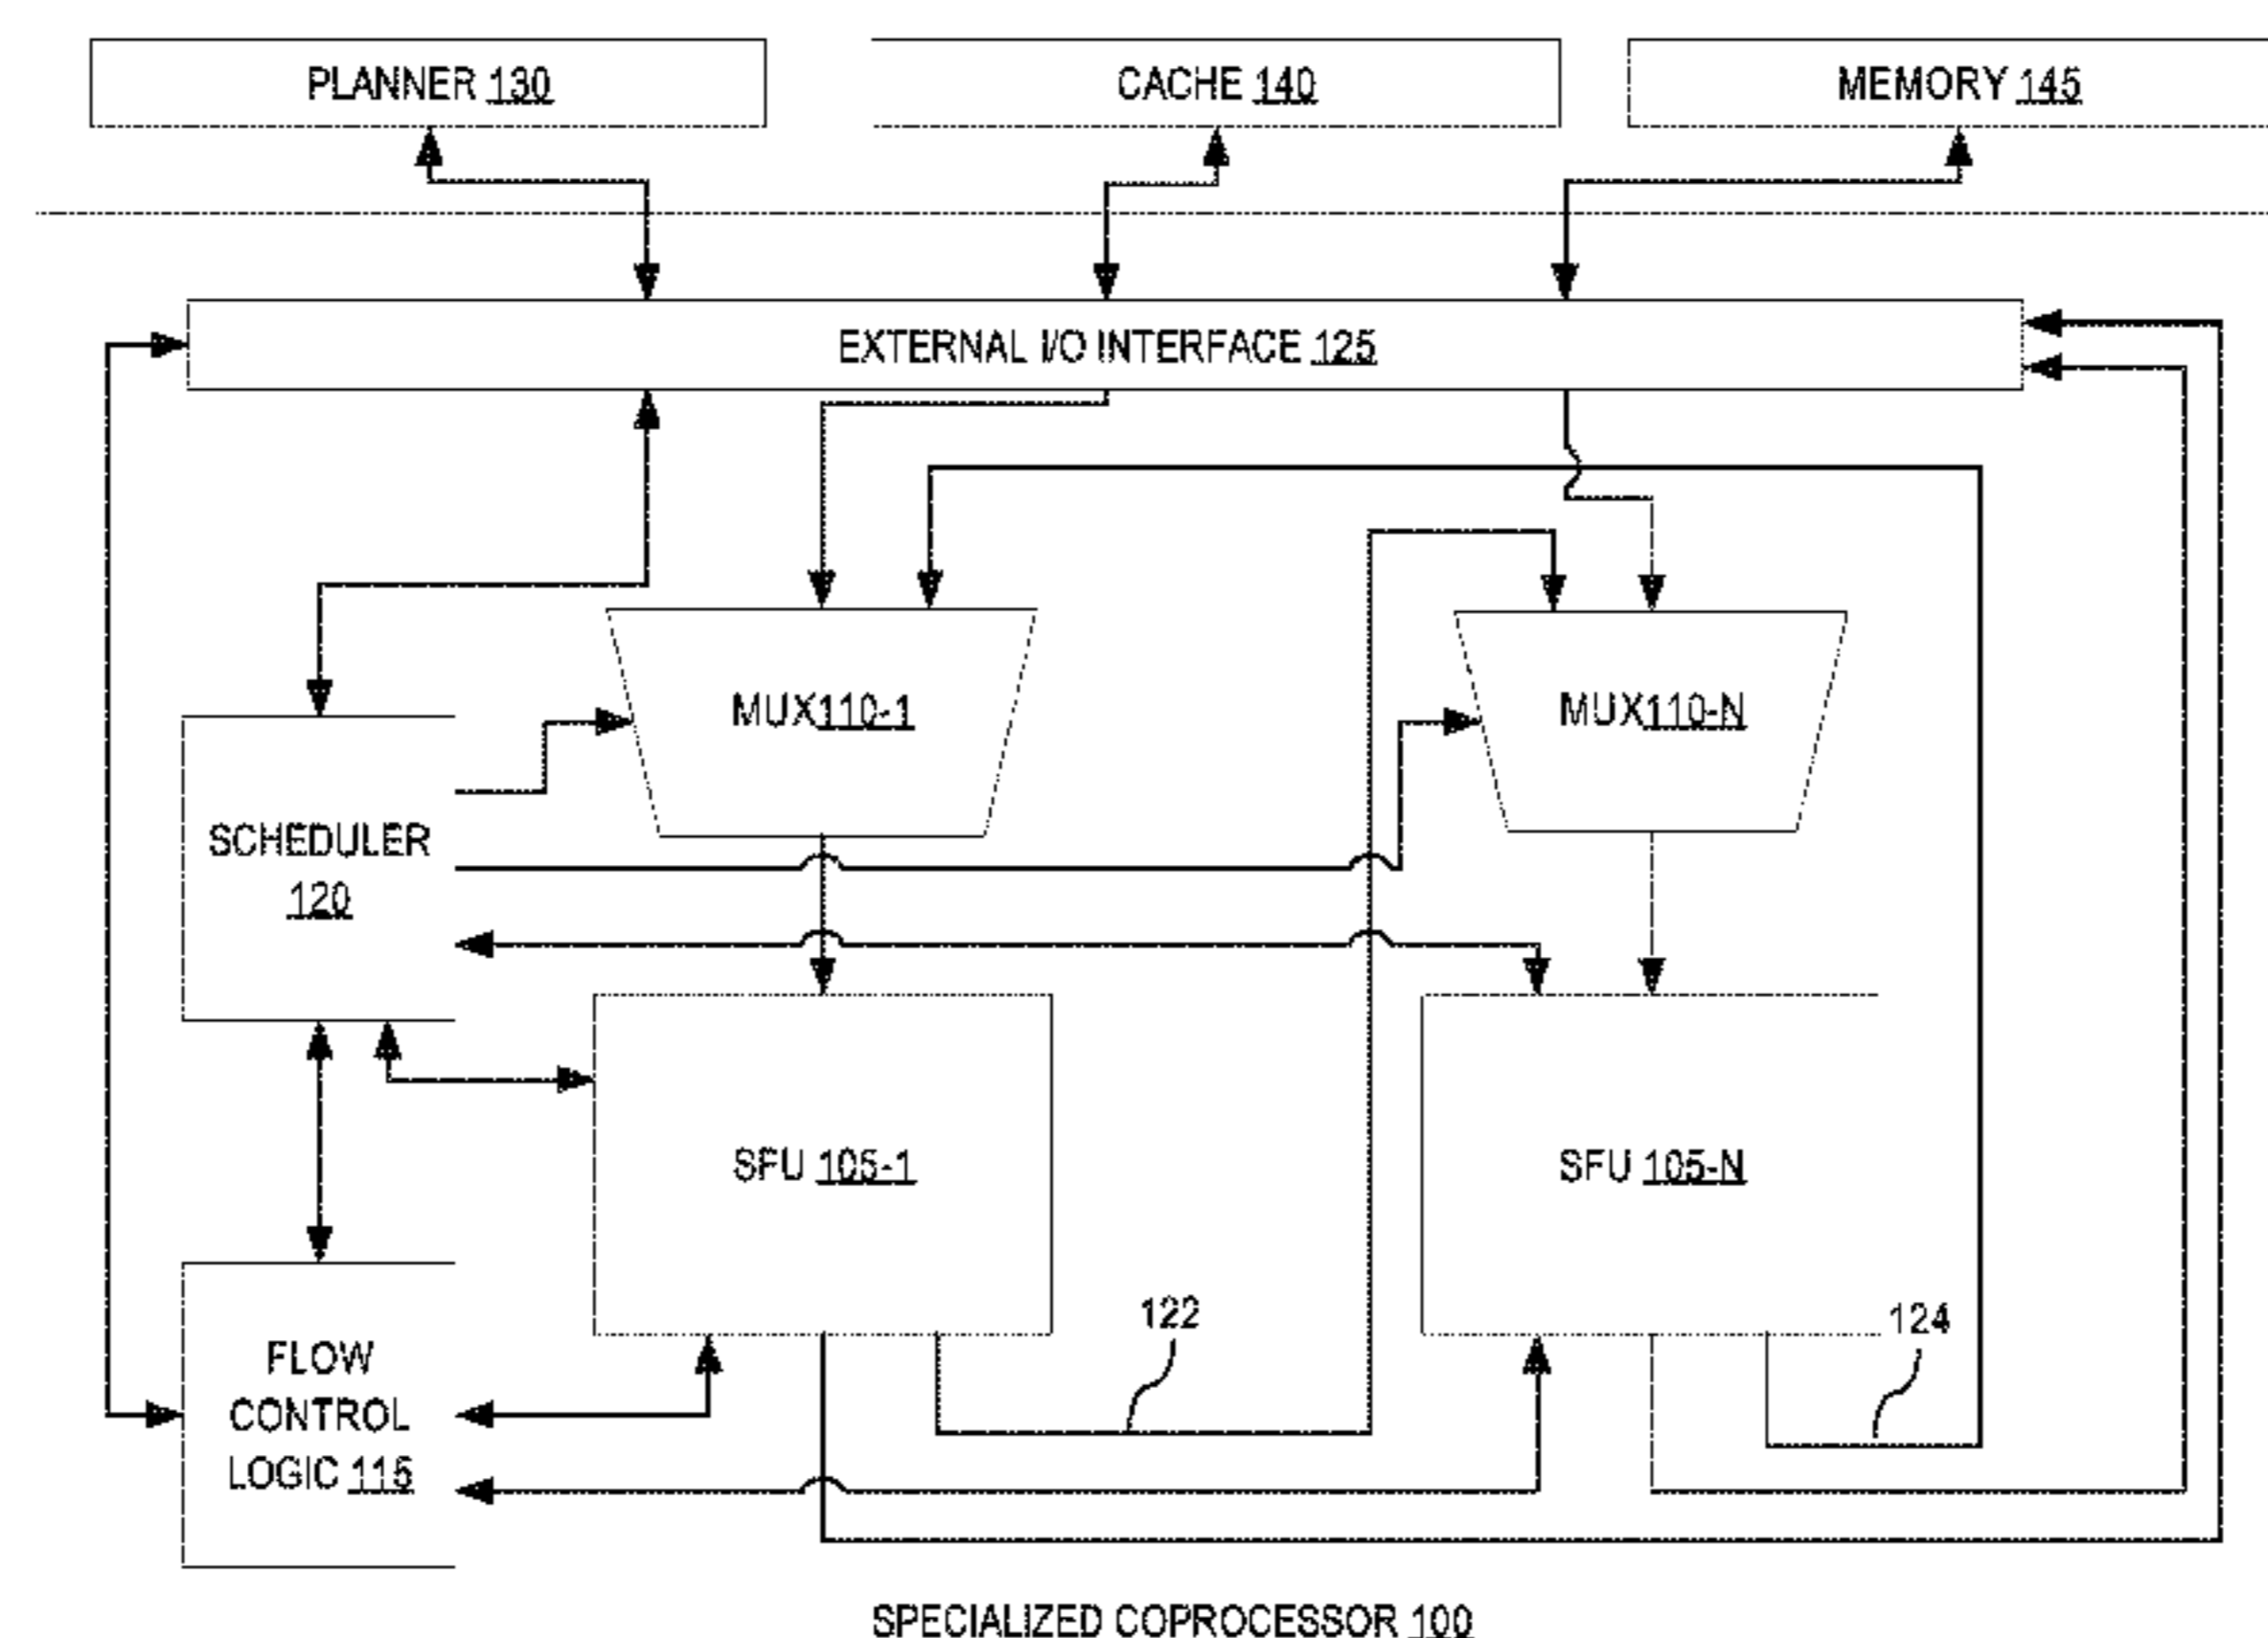 PLANNER 130
CACHE 140
MEMORY 145
EXTERNAL I/O INTERFACE 125
MUX110-1
MUX110-N
SCHEDULER
120
SFU 105-1
SFU 105-N
122
124
FLOW
CONTROL
LOGIC 115
SPECIALIZED COPROCESSOR 100